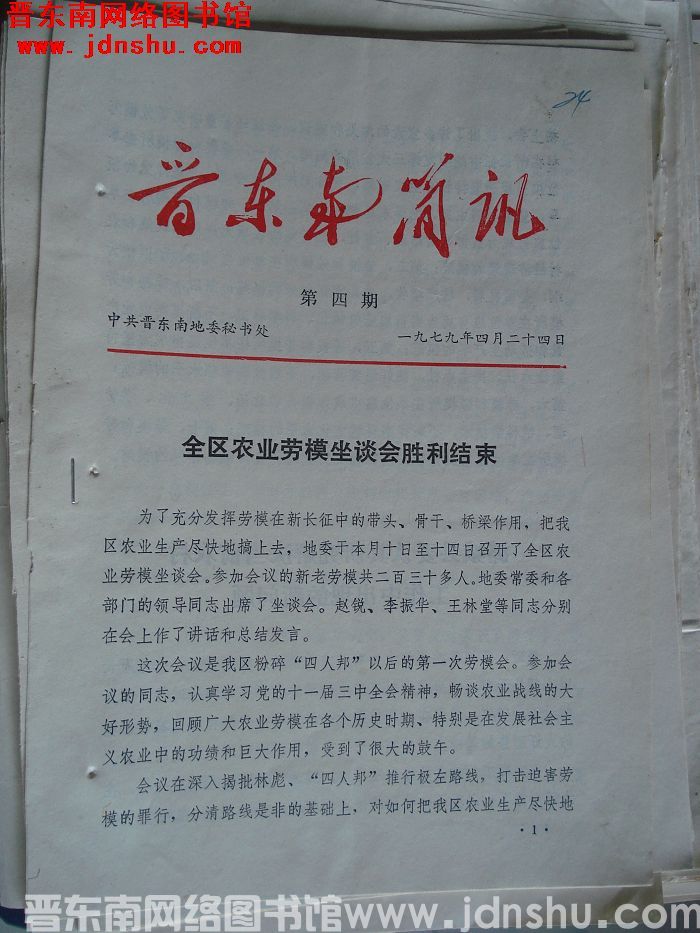 晋东南网络图书馆
www.jdnshu.com
24
晋东南简讯
第四期
中共晋东南地委秘书处 一九七九年四月二十四日
全区农业劳模坐谈会胜利结束
为了充分发挥劳模在新长征中的带头、骨干、桥梁作用，把我
区农业生产尽快地搞上去，地委于本月十日至十四日召开了全区农
业劳模坐谈会。参加会议的新老劳模共二百三十多人。地委常委和各
部门的领导同志出席了坐谈会。赵锐、李振华、王林堂等同志分别
在会上作了讲话和总结发言。
这次会议是我区粉碎“四人邦”以后的第一次劳模会。参加会
议的同志，认真学习党的十一届三中全会精神，畅谈农业战线的大
好形势，回顾广大农业劳模在各个历史时期、特别是在发展社会主
义农业中的功绩和巨大作用，受到了很大的鼓午。
会议在深入揭批林彪、“四人邦”推行极左路线，打击迫害劳
模的罪行，分清路线是非的基础上，对如何把我区农业生产尽快地
·1·
晋东南网络图书馆 www.jdnshu.com